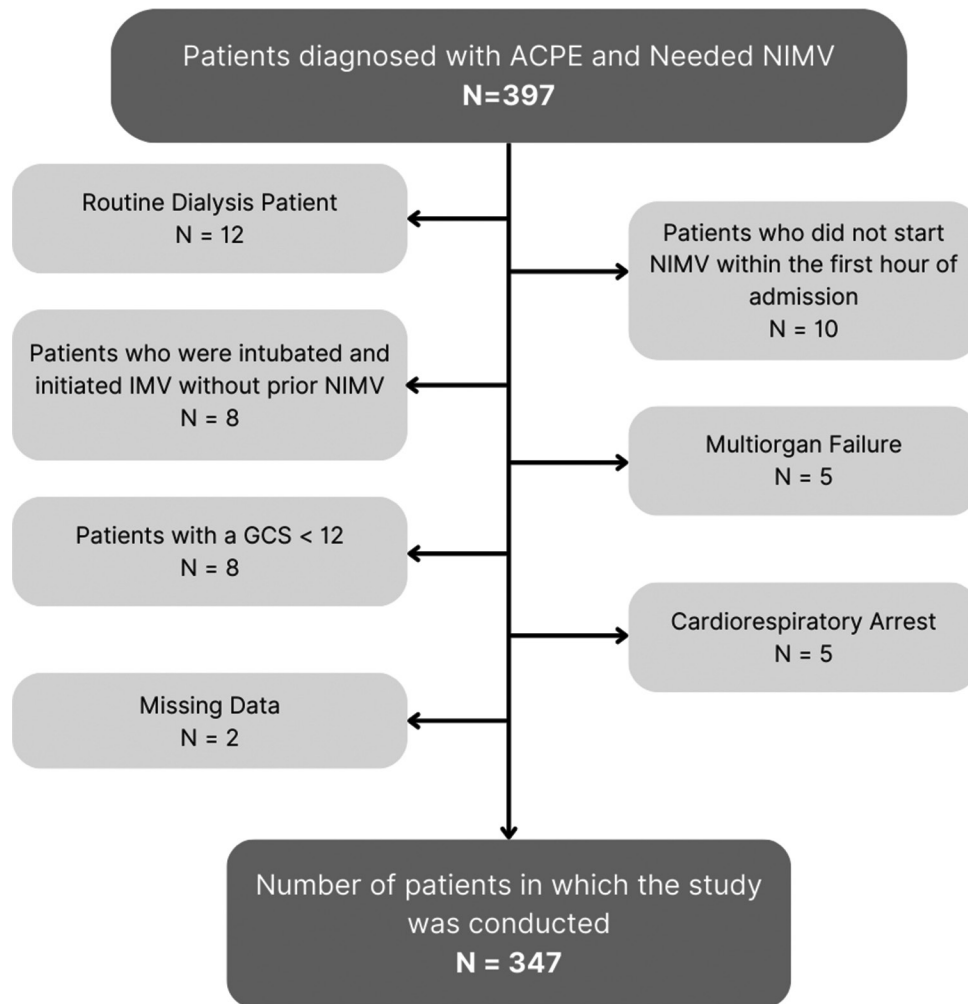 Patients diagnosed with ACPE and Needed NIMV
N=397
Routine Dialysis Patient
N = 12
Patients who did not start
NIMV within the first hour of
admission
N = 10
Patients who were intubated and
initiated IMV without prior NIMV
N = 8
Multiorgan Failure
N = 5
Patients with a GCS < 12
N = 8
Cardiorespiratory Arrest
N = 5
Missing Data
N = 2
Number of patients in which the study
was conducted
N = 347